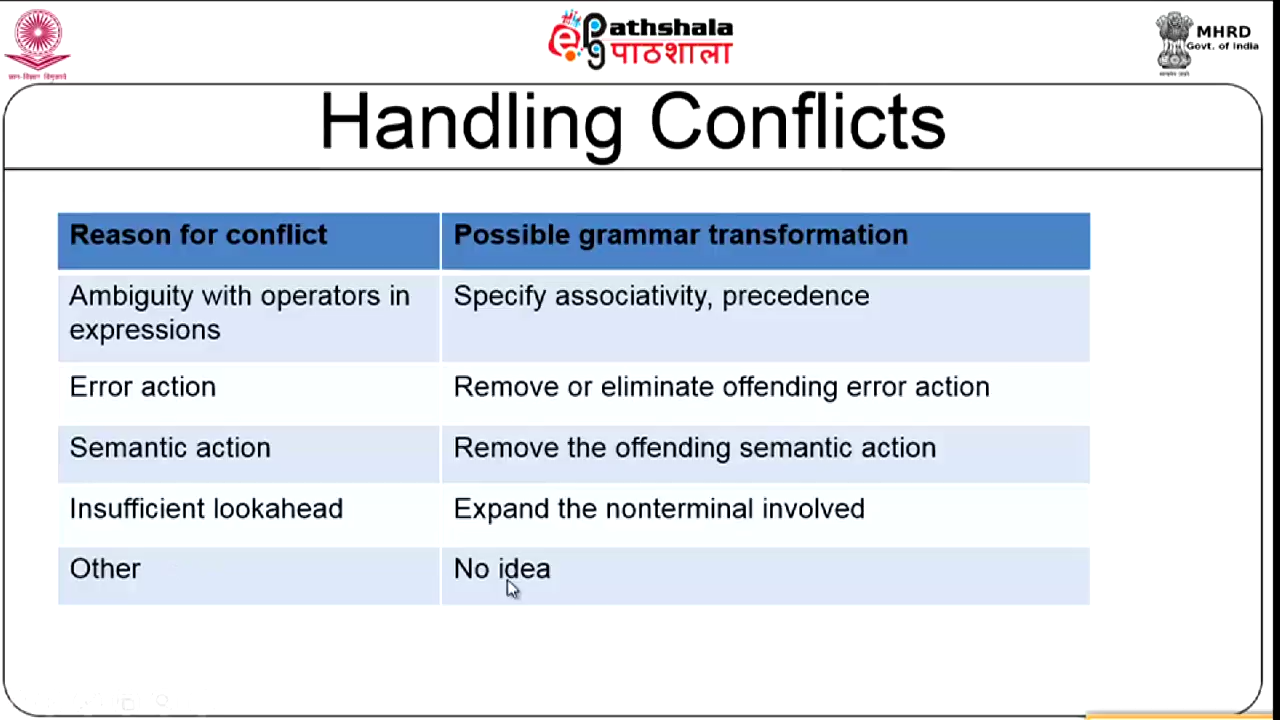 ePathshala
पाठशाला
MHRD
Govt. of India
Handling Conflicts
Reason for conflict
Possible grammar transformation
Ambiguity with operators in
expressions
Specify associativity, precedence
Error action
Remove or eliminate offending error action
Semantic action
Remove the offending semantic action
Insufficient lookahead
Expand the nonterminal involved
Other
No idea